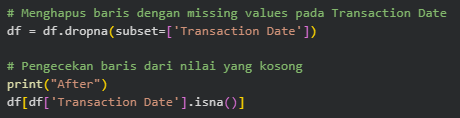 # Menghapus baris dengan missing values pada Transaction Date
df = df.dropna(subset=['Transaction Date'])
# Pengecekan baris dari nilai yang kosong
print("After")
df[df['Transaction Date'].isna()]